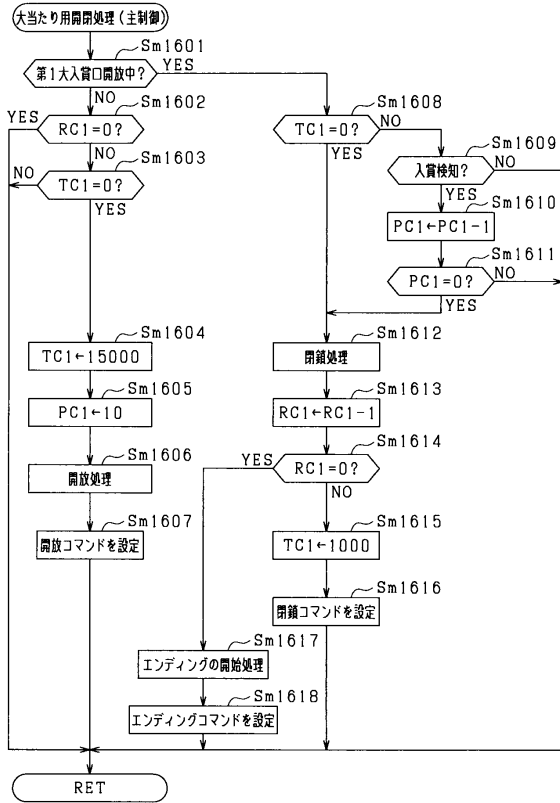 大当たり用開閉処理(主制御)
Sm1601
第1大入賞口開放中?
YES
NO
Sm1602
YES
RC1=0?
NO
Sm1603
NO
TC1=0?
YES
Sm1604
TC1←15000
Sm1605
PC1←10
Sm1606
開放処理
Sm1607
開放コマンドを設定
Sm1608
TC1=0?
NO
YES
Sm1609
入賞検知?
NO
YES
Sm1610
PC1←PC1-1
Sm1611
PC1=0?
NO
YES
Sm1612
閉鎖処理
Sm1613
RC1←RC1-1
Sm1614
YES
RC1=0?
NO
Sm1615
TC1←1000
Sm1616
閉鎖コマンドを設定
Sm1617
エンディングの開始処理
Sm1618
エンディングコマンドを設定
RET